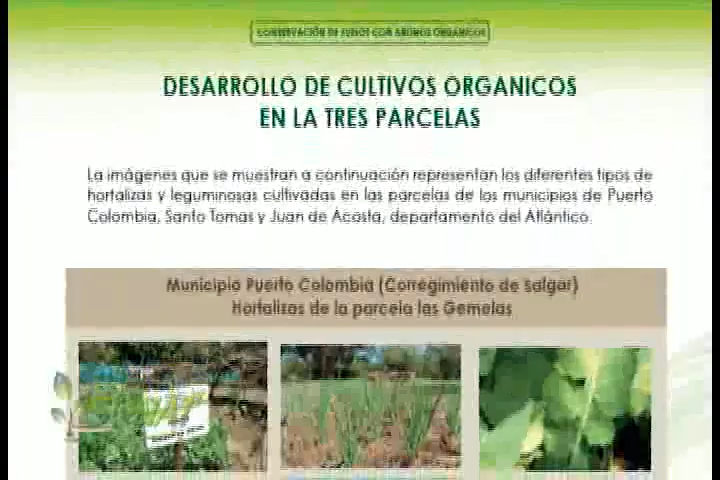 CONSERVACIÓN DE SUELOS CON ABONOS ORGANICOS
DESARROLLO DE CULTIVOS ORGANICOS
EN LA TRES PARCELAS
La imágenes que se muestran a continuación representan los diferentes tipos de
hortalizas y leguminosas cultivadas en las parcelas de los municipios de Puerto
Colombia, Santo Tomas y Juan de Acosta, departamento del Atlántico.
Municipio Puerto Colombia (Corregimiento de salgar)
Hortalizas de la parcela las Gemelas